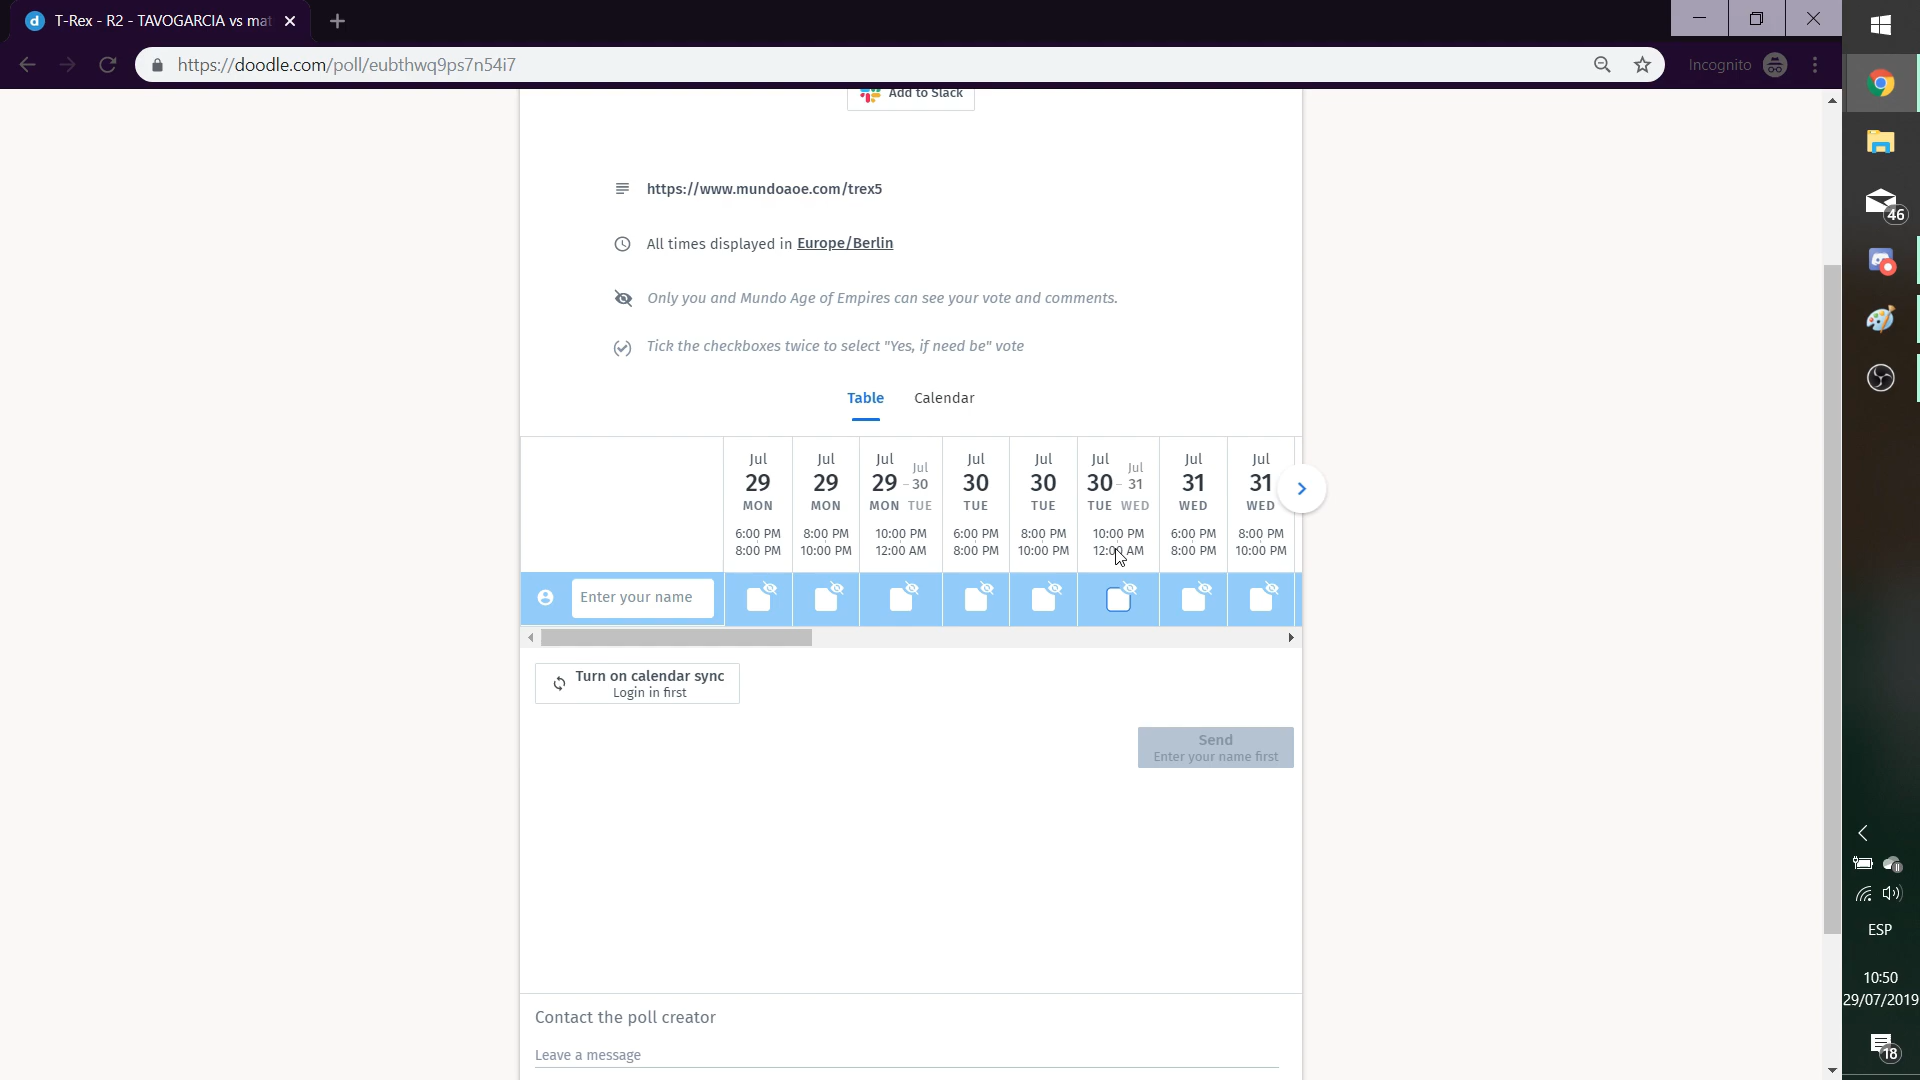 T-Rex - R2 - TAVOGARCIA vs mat
https://doodle.com/poll/eubthwq9ps7n54i7
Incognito
Add to Slack
https://www.mundoaoe.com/trex5
All times displayed in Europe/Berlin
Only you and Mundo Age of Empires can see your vote and comments.
Tick the checkboxes twice to select "Yes, if need be" vote
Table Calendar
Jul 29 MON 6:00 PM 8:00 PM
Jul 29 MON 8:00 PM 10:00 PM
Jul 29 MON - Jul 30 TUE 10:00 PM 12:00 AM
Jul 30 TUE 6:00 PM 8:00 PM
Jul 30 TUE 8:00 PM 10:00 PM
Jul 30 TUE - Jul 31 WED 10:00 PM 12:00 AM
Jul 31 WED 6:00 PM 8:00 PM
Jul 31 WED 8:00 PM 10:00 PM
Enter your name
Turn on calendar sync
Login in first
Send
Enter your name first
Contact the poll creator
Leave a message
46
ESP
10:50
29/07/2019
18